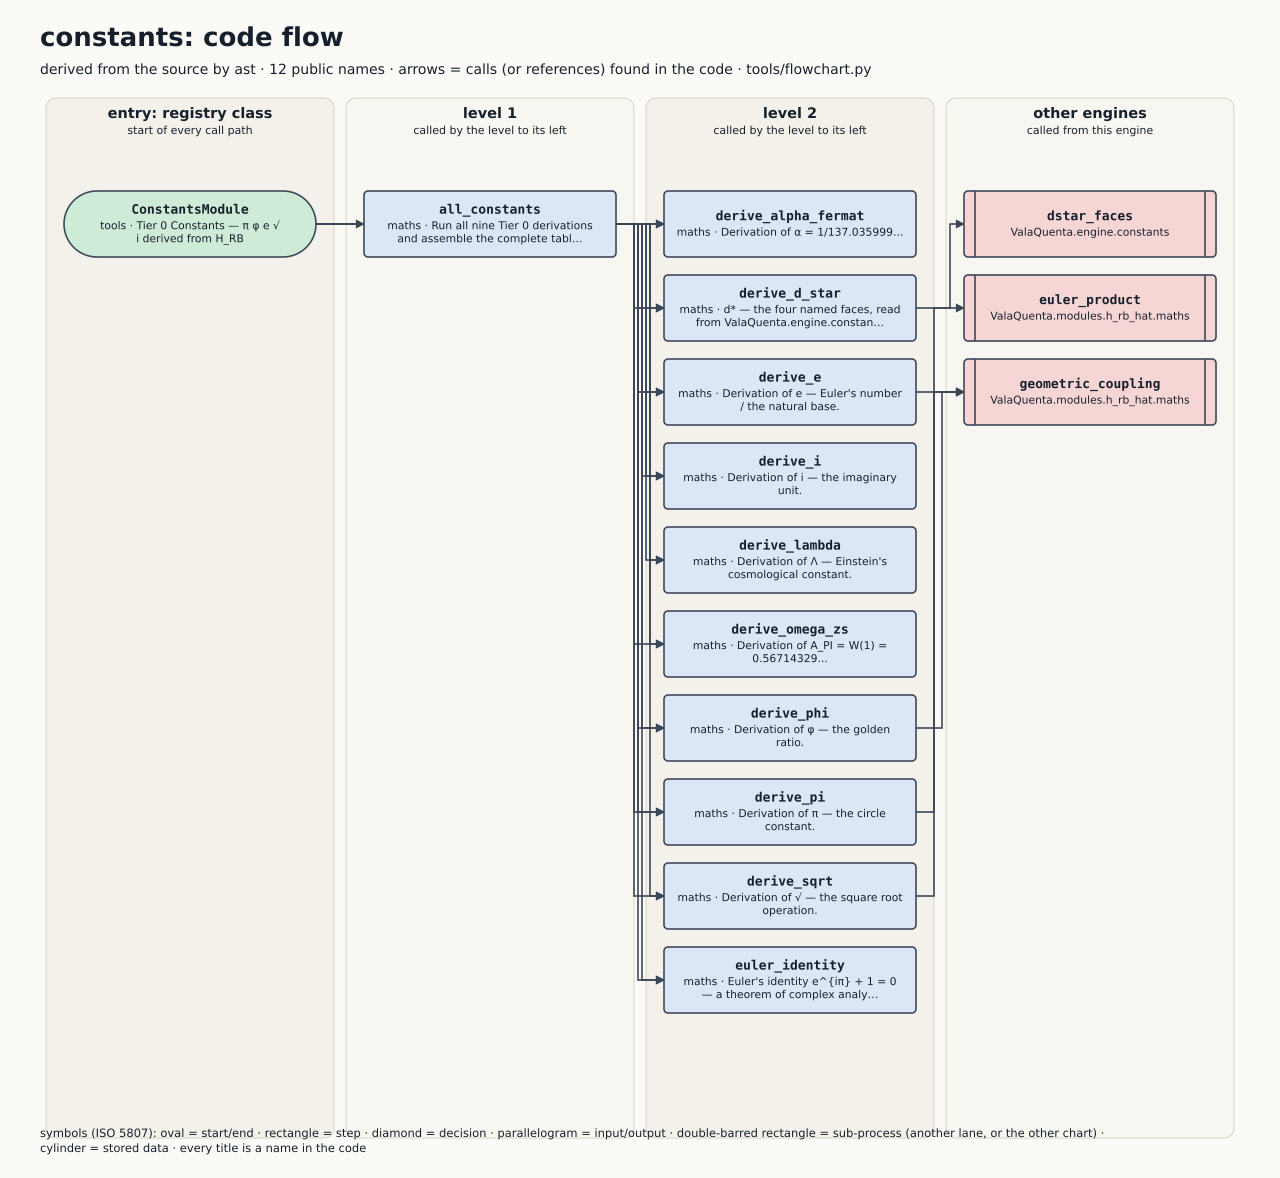 constants: code flow
derived from the source by ast · 12 public names · arrows = calls (or references) found in the code · tools/flowchart.py
entry: registry class
start of every call path
ConstantsModule
tools · Tier 0 Constants — π φ e √
i derived from H_RB
level 1
called by the level to its left
all_constants
maths · Run all nine Tier 0 derivations
and assemble the complete tabl…
level 2
called by the level to its left
derive_alpha_fermat
maths · Derivation of α = 1/137.035999…
derive_d_star
maths · d* — the four named faces, read
from ValaQuenta.engine.constan…
derive_e
maths · Derivation of e — Euler's number
/ the natural base.
derive_i
maths · Derivation of i — the imaginary
unit.
derive_lambda
maths · Derivation of Λ — Einstein's
cosmological constant.
derive_omega_zs
maths · Derivation of A_PI = W(1) =
0.56714329…
derive_phi
maths · Derivation of φ — the golden
ratio.
derive_pi
maths · Derivation of π — the circle
constant.
derive_sqrt
maths · Derivation of √ — the square root
operation.
euler_identity
maths · Euler's identity e^{iπ} + 1 = 0
— a theorem of complex analy…
other engines
called from this engine
dstar_faces
ValaQuenta.engine.constants
euler_product
ValaQuenta.modules.h_rb_hat.maths
geometric_coupling
ValaQuenta.modules.h_rb_hat.maths
symbols (ISO 5807): oval = start/end · rectangle = step · diamond = decision · parallelogram = input/output · double-barred rectangle = sub-process (another lane, or the other chart) ·
cylinder = stored data · every title is a name in the code